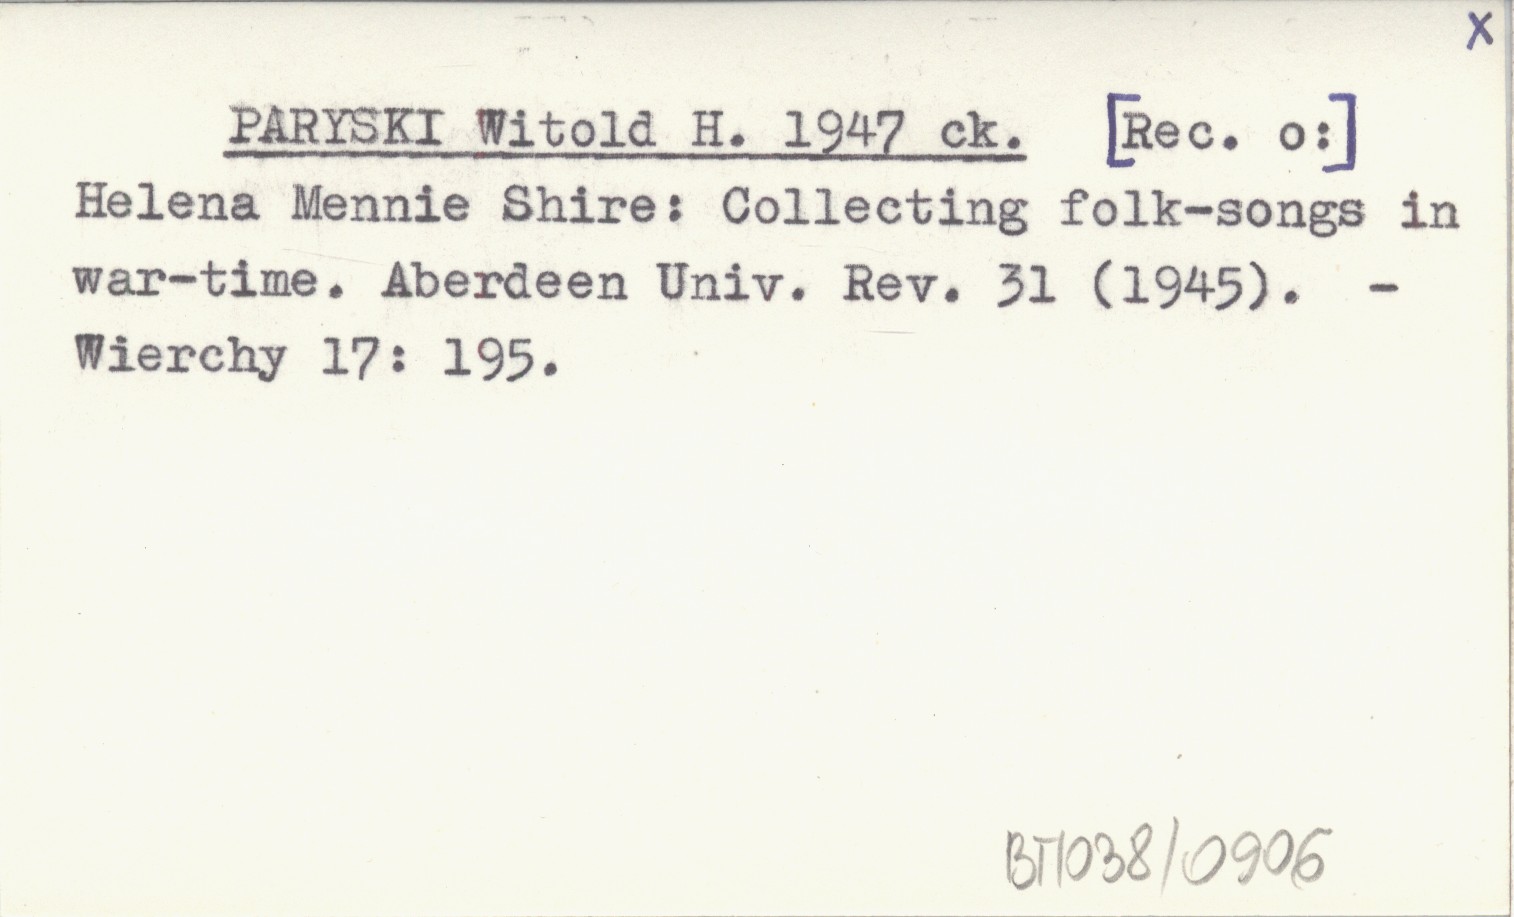 X
PARYSKI Witold H. 1947 ck. [Rec. o:]
Helena Mennie Shire: Collecting folk-songs in
war-time. Aberdeen Univ. Rev. 31 (1945). -
Wierchy 17: 195.
BT1038/0906